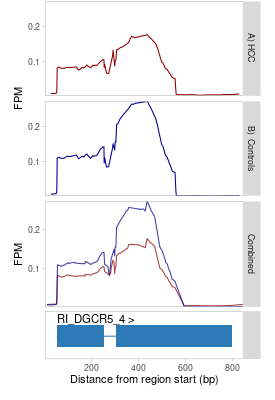 0.2
0.1
FPM
A) HCC
0.2
0.1
B): Controls
0.2
0.1
FPM
Combined
RI_DGCR5_4 >
200 400 600 800
Distance from region start (bp)